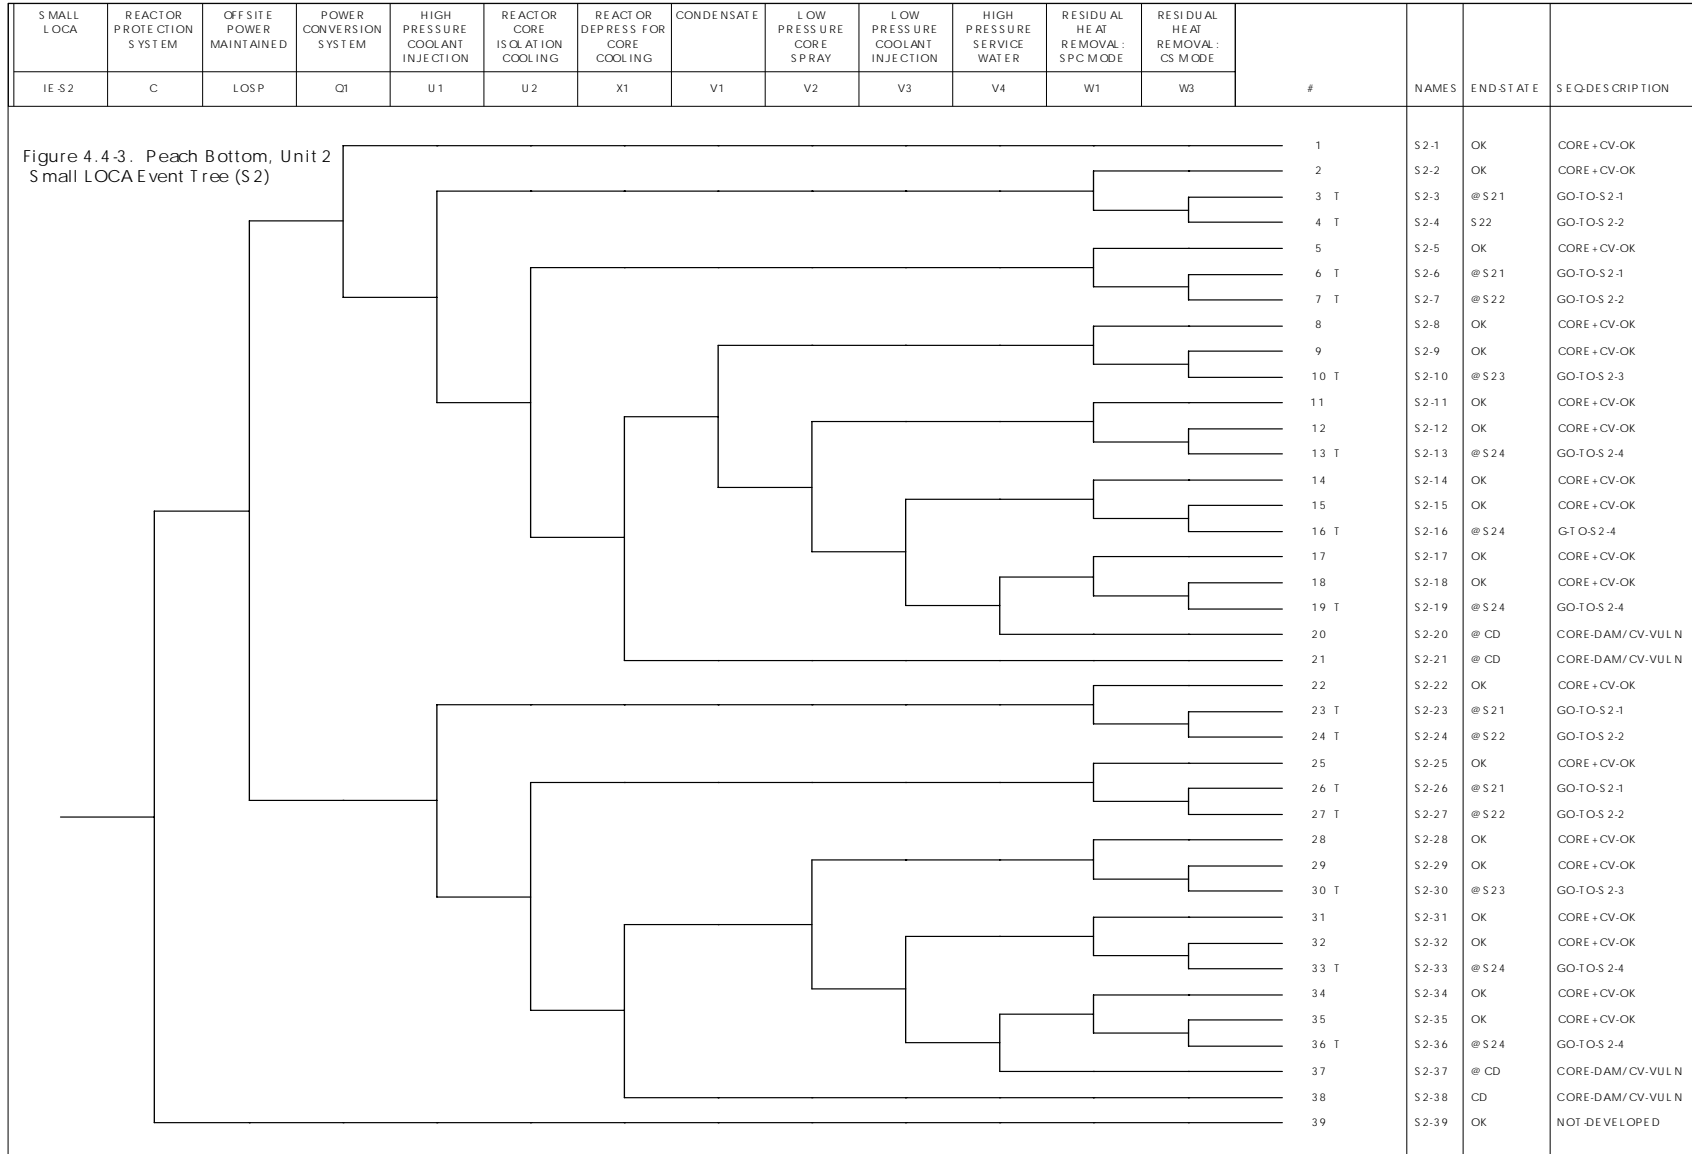 SMALL LOCA
REACTOR PROTECTION SYSTEM
OFFSITE POWER MAINTAINED
POWER CONVERSION SYSTEM
HIGH PRESSURE COOLANT INJECTION
REACTOR CORE ISOLATION COOLING
REACTOR DEPRESS FOR CORE COOLING
CONDENSATE
LOW PRESSURE CORE SPRAY
LOW PRESSURE COOLANT INJECTION
HIGH PRESSURE SERVICE WATER
RESIDUAL HEAT REMOVAL: SPC MODE
RESIDUAL HEAT REMOVAL: CS MODE
IE-S2 C LOSP Q1 U1 U2 X1 V1 V2 V3 V4 W1 W3 # NAMES END-STATE SEQ-DESCRIPTION
Figure 4.4-3. Peach Bottom, Unit 2
Small LOCA Event Tree (S2)
1 S2-1 OK CORE+CV-OK
2 S2-2 OK CORE+CV-OK
3 T S2-3 @S21 GO-TO-S2-1
4 T S2-4 S22 GO-TO-S2-2
5 S2-5 OK CORE+CV-OK
6 T S2-6 @S21 GO-TO-S2-1
7 T S2-7 @S22 GO-TO-S2-2
8 S2-8 OK CORE+CV-OK
9 S2-9 OK CORE+CV-OK
10 T S2-10 @S23 GO-TO-S2-3
11 S2-11 OK CORE+CV-OK
12 S2-12 OK CORE+CV-OK
13 T S2-13 @S24 GO-TO-S2-4
14 S2-14 OK CORE+CV-OK
15 S2-15 OK CORE+CV-OK
16 T S2-16 @S24 G-TO-S2-4
17 S2-17 OK CORE+CV-OK
18 S2-18 OK CORE+CV-OK
19 T S2-19 @S24 GO-TO-S2-4
20 S2-20 @CD CORE-DAM/CV-VULN
21 S2-21 @CD CORE-DAM/CV-VULN
22 S2-22 OK CORE+CV-OK
23 T S2-23 @S21 GO-TO-S2-1
24 T S2-24 @S22 GO-TO-S2-2
25 S2-25 OK CORE+CV-OK
26 T S2-26 @S21 GO-TO-S2-1
27 T S2-27 @S22 GO-TO-S2-2
28 S2-28 OK CORE+CV-OK
29 S2-29 OK CORE+CV-OK
30 T S2-30 @S23 GO-TO-S2-3
31 S2-31 OK CORE+CV-OK
32 S2-32 OK CORE+CV-OK
33 T S2-33 @S24 GO-TO-S2-4
34 S2-34 OK CORE+CV-OK
35 S2-35 OK CORE+CV-OK
36 T S2-36 @S24 GO-TO-S2-4
37 S2-37 @CD CORE-DAM/CV-VULN
38 S2-38 CD CORE-DAM/CV-VULN
39 S2-39 OK NOT-DEVELOPED